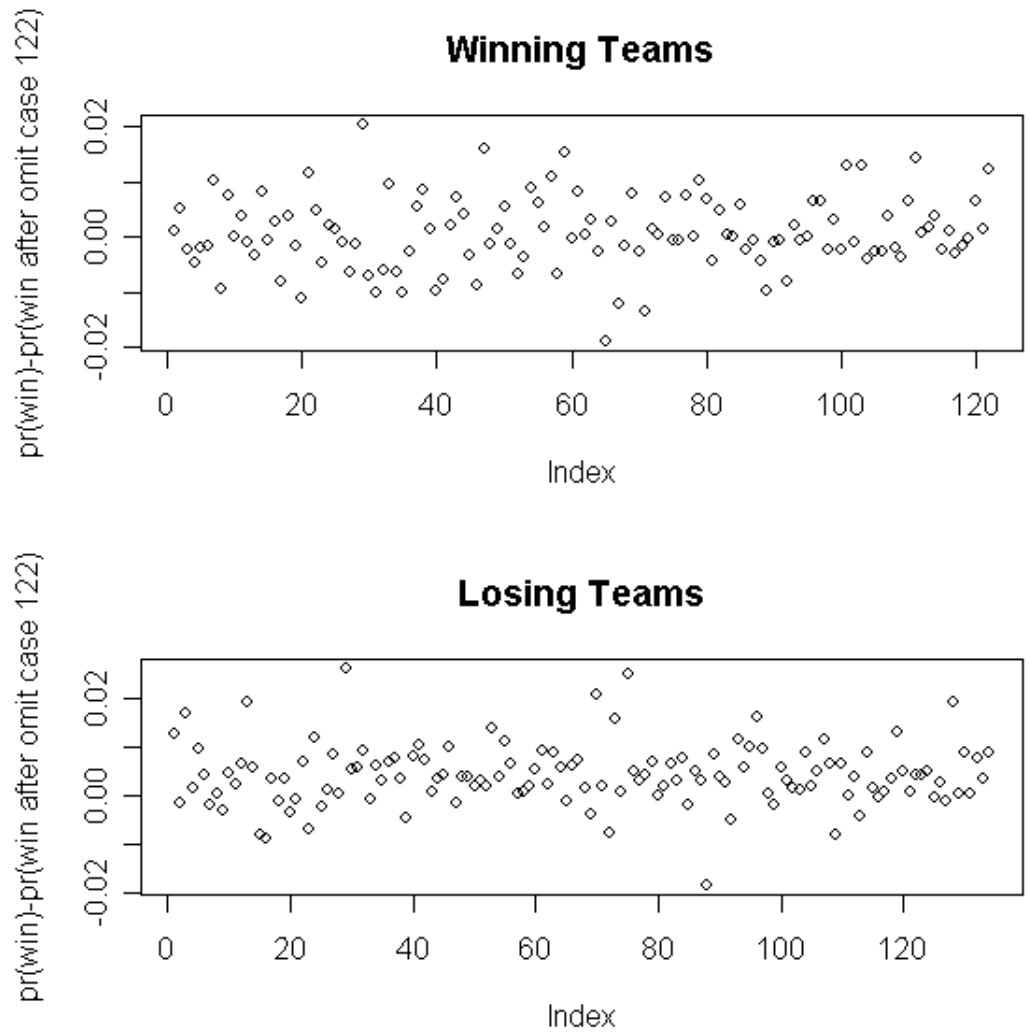 Winning Teams
pr(win)-pr(win after omit case 122)
0.02
0.00
-0.02
0 20 40 60 80 100 120
Index
Losing Teams
pr(win)-pr(win after omit case 122)
0.02
0.00
-0.02
0 20 40 60 80 100 120
Index